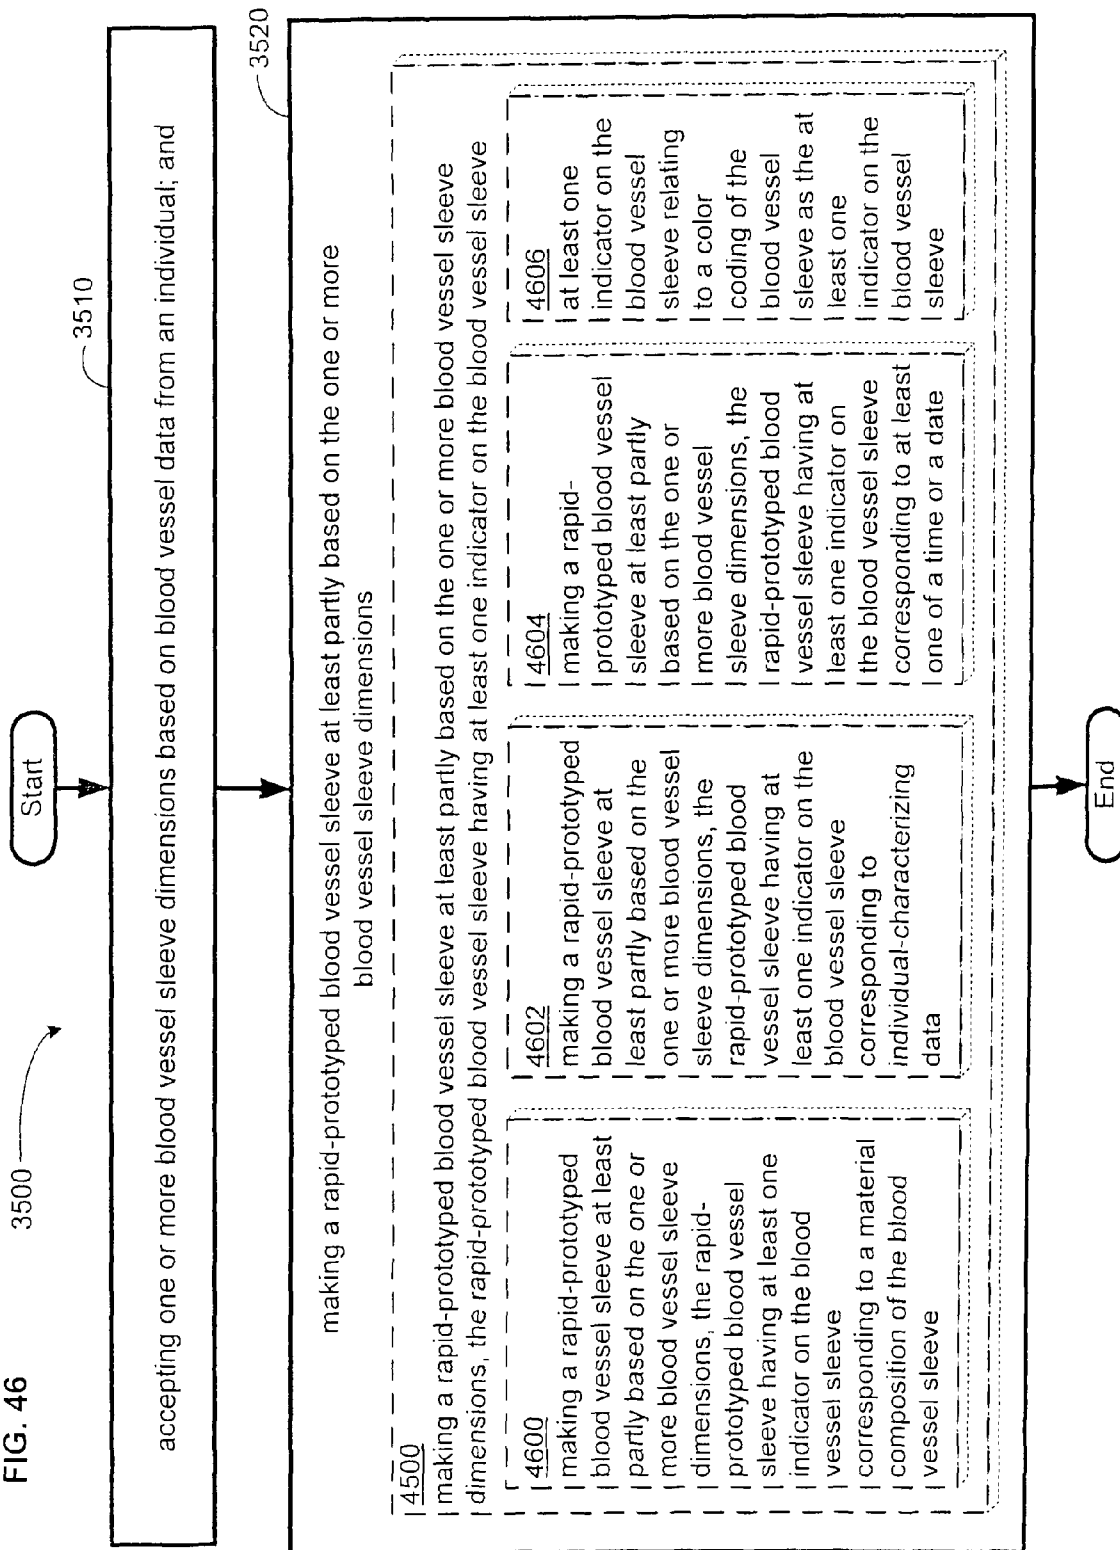 FIG. 46
3500
Start
3510
accepting one or more blood vessel sleeve dimensions based on blood vessel data from an individual; and
3520
making a rapid-prototyped blood vessel sleeve at least partly based on the one or more
blood vessel sleeve dimensions
4500
making a rapid-prototyped blood vessel sleeve at least partly based on the one or more blood vessel sleeve
dimensions, the rapid-prototyped blood vessel sleeve having at least one indicator on the blood vessel sleeve
4600
making a rapid-prototyped
blood vessel sleeve at least
partly based on the one or
more blood vessel sleeve
dimensions, the rapid-
prototyped blood vessel
sleeve having at least one
indicator on the blood
vessel sleeve
corresponding to a material
composition of the blood
vessel sleeve
4602
making a rapid-prototyped
blood vessel sleeve at
least partly based on the
one or more blood vessel
sleeve dimensions, the
rapid-prototyped blood
vessel sleeve having at
least one indicator on the
blood vessel sleeve
corresponding to
individual-characterizing
data
4604
making a rapid-
prototyped blood vessel
sleeve at least partly
based on the one or
more blood vessel
sleeve dimensions, the
rapid-prototyped blood
vessel sleeve having at
least one indicator on
the blood vessel sleeve
corresponding to at least
one of a time or a date
4606
at least one
indicator on the
blood vessel
sleeve relating
to a color
coding of the
blood vessel
sleeve as the at
least one
indicator on the
blood vessel
sleeve
End